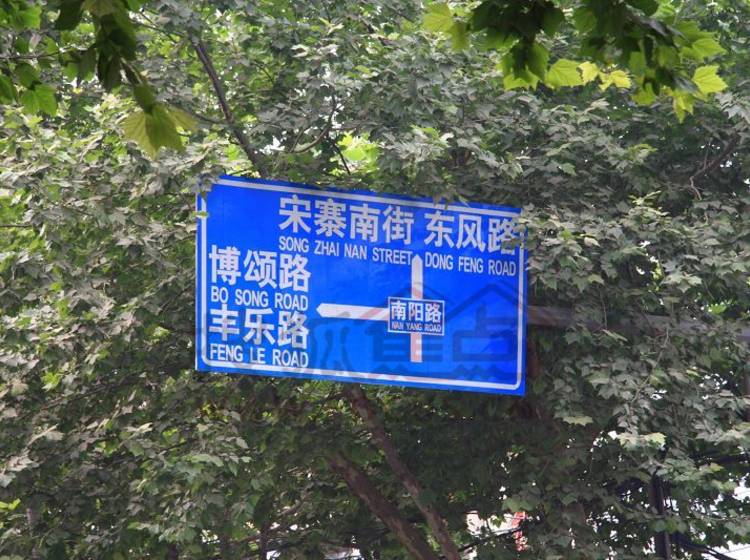 宋寨南街 东风路
SONG ZHAI NAN STREET DONG FENG ROAD
博颂路
BO SONG ROAD
丰乐路
FENG LE ROAD
南阳路
NAN YANG ROAD